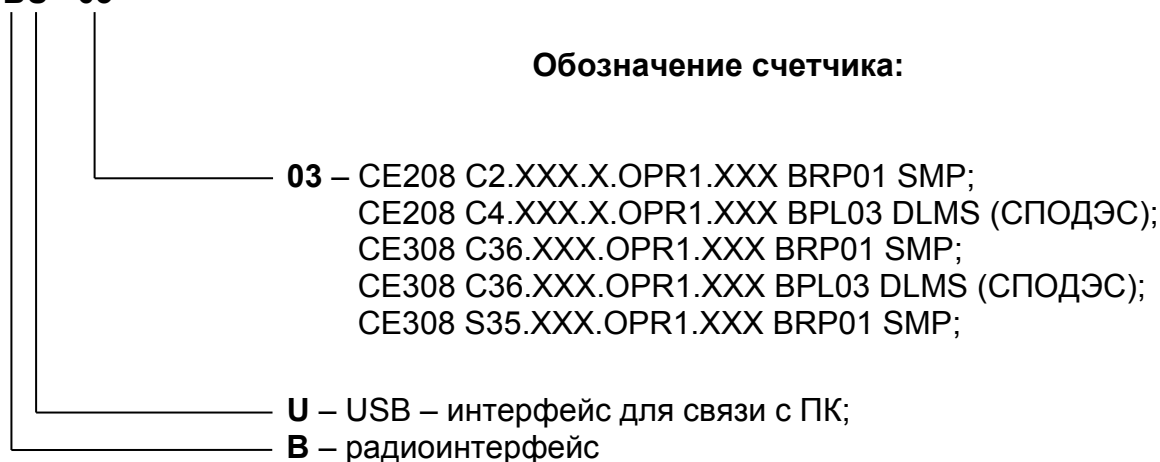 Обозначение счетчика:
03 – CE208 C2.XXX.X.OPR1.XXX BRP01 SMP;
CE208 C4.XXX.X.OPR1.XXX BPL03 DLMS (СПОДЭС);
CE308 C36.XXX.OPR1.XXX BRP01 SMP;
CE308 C36.XXX.OPR1.XXX BPL03 DLMS (СПОДЭС);
CE308 S35.XXX.OPR1.XXX BRP01 SMP;
U – USB – интерфейс для связи с ПК;
B – радиоинтерфейс